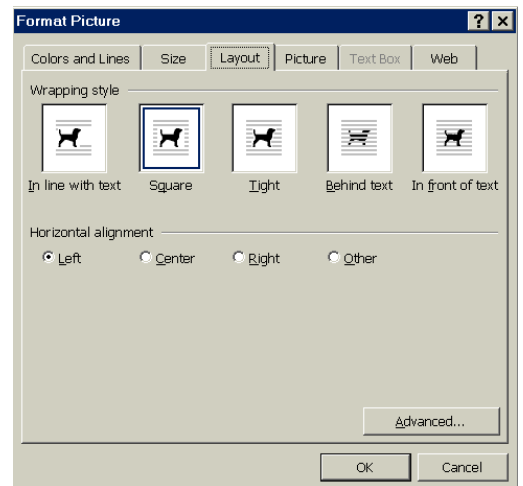 Format Picture ? ×
Colors and Lines Size Layout Picture Text Box Web
Wrapping style
In line with text Square Tight Behind text In front of text
Horizontal alignment
Left Center Right Other
Advanced...
OK Cancel